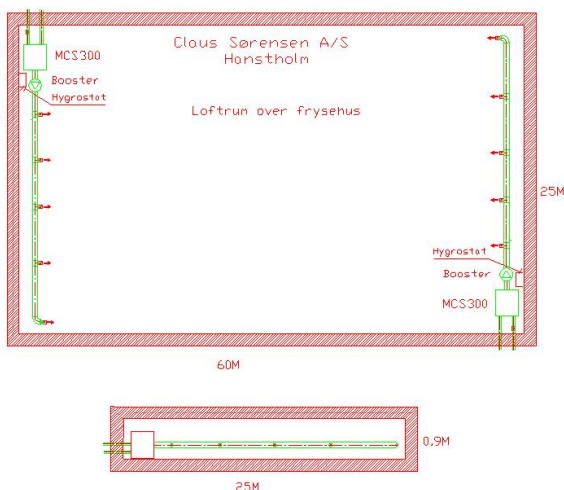 Claus Sørensen A/S
Hanstholm
MCS300
Booster
Hygrostat
Loftrum over frysehus
25M
Hygrostat
Booster
MCS300
60M
0,9M
25M